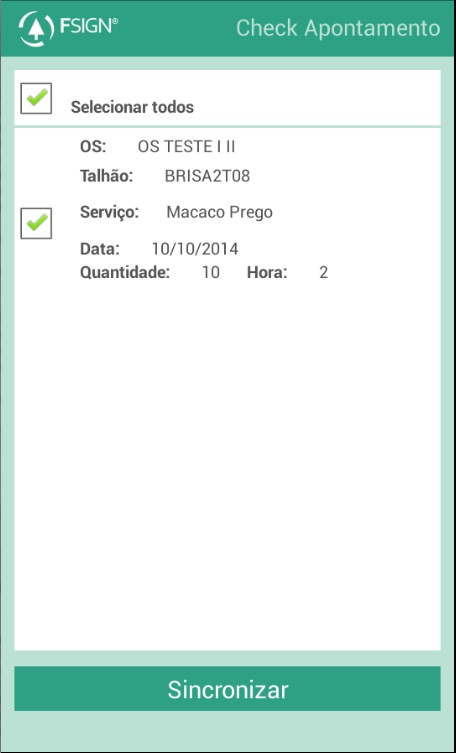 FSIGN® Check Apontamento
Selecionar todos
OS: OS TESTE I II
Talhão: BRISA2T08
Serviço: Macaco Prego
Data: 10/10/2014
Quantidade: 10 Hora: 2
Sincronizar